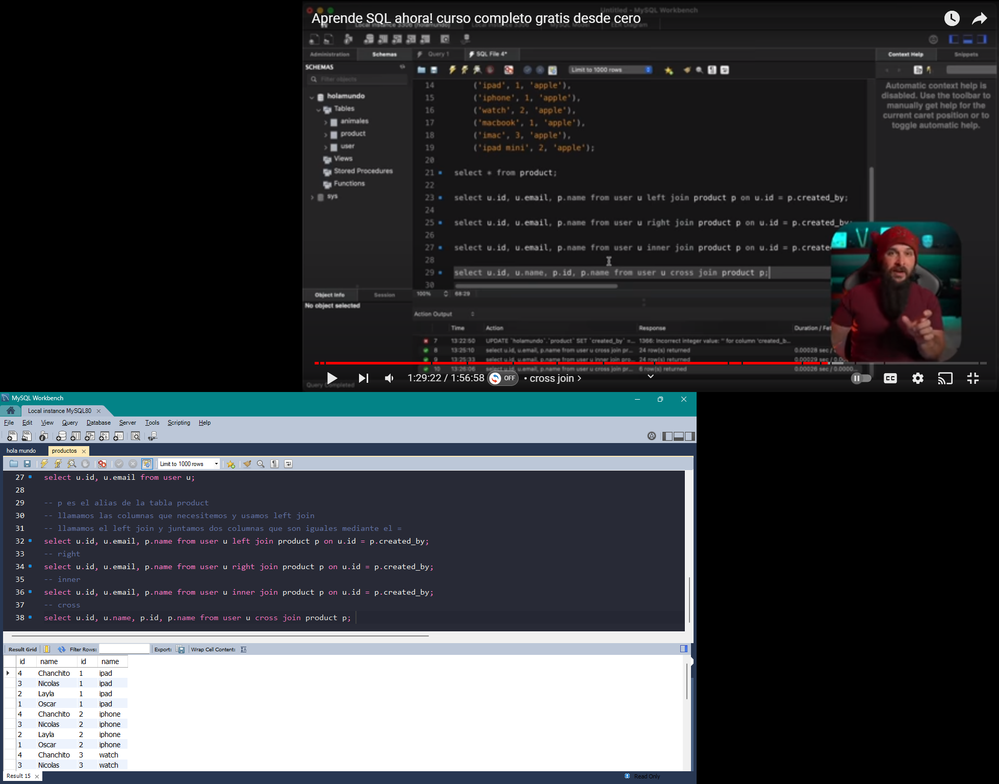 Untitled - MySQL Workbench
Aprende SQL ahora! curso completo gratis desde cero
Local instance 3306 (holamundo)
Local instance 3306
MySQL Model
EER Diagram
Administration
Schemas
Query 1
SQL File 4*
Context Help
Snippets
SCHEMAS
Filter objects
Limit to 1000 rows
holamundo
Tables
animales
product
user
Views
Stored Procedures
Functions
sys
14 ('ipad', 1, 'apple'),
15 ('iphone', 1, 'apple'),
16 ('watch', 2, 'apple'),
17 ('macbook', 1, 'apple'),
18 ('imac', 3, 'apple'),
19 ('ipad mini', 2, 'apple');
20
21 select * from product;
22
23 select u.id, u.email, p.name from user u left join product p on u.id = p.created_by;
24
25 select u.id, u.email, p.name from user u right join product p on u.id = p.created_by;
26
27 select u.id, u.email, p.name from user u inner join product p on u.id = p.create
28
29 select u.id, u.name, p.id, p.name from user u cross join product p;
30
Automatic context help is
disabled. Use the toolbar to
manually get help for the
current caret position or to
toggle automatic help.
Object Info
Session
No object selected
100%
68:29
Action Output
Time Action Response Duration / Fet
7 13:22:50 UPDATE `holamundo`.`product` SET `created_by` =... 1366: Incorrect integer value: '' for column 'created_b...
8 13:25:10 select u.id, u.email, p.name from user u cross join pr... 24 row(s) returned 0.00028 sec /
9 13:25:33 select u.id, u.email, p.name from user u inner join pro... 24 row(s) returned 0.00029 sec / 0.00
10 13:26:06 select u.id, u.email, p.name from user u cross join pr... 6 row(s) returned 0.00026 sec / 0.0000...
1:29:22 / 1:56:58
OFF
• cross join >
CC
Query Completed
MySQL Workbench
Local instance MySQL80
File Edit View Query Database Server Tools Scripting Help
hola mundo
productos
Limit to 1000 rows
27 select u.id, u.email from user u;
28
29 -- p es el alias de la tabla product
30 -- llamamos las columnas que necesitemos y usamos left join
31 -- llamamos el left join y juntamos dos columnas que son iguales mediante el =
32 select u.id, u.email, p.name from user u left join product p on u.id = p.created_by;
33 -- right
34 select u.id, u.email, p.name from user u right join product p on u.id = p.created_by;
35 -- inner
36 select u.id, u.email, p.name from user u inner join product p on u.id = p.created_by;
37 -- cross
38 select u.id, u.name, p.id, p.name from user u cross join product p;
Result Grid Filter Rows: Export: Wrap Cell Content:
id name id name
4 Chanchito 1 ipad
3 Nicolas 1 ipad
2 Layla 1 ipad
1 Oscar 1 ipad
4 Chanchito 2 iphone
3 Nicolas 2 iphone
2 Layla 2 iphone
1 Oscar 2 iphone
4 Chanchito 3 watch
3 Nicolas 3 watch
Result 15
Read Only